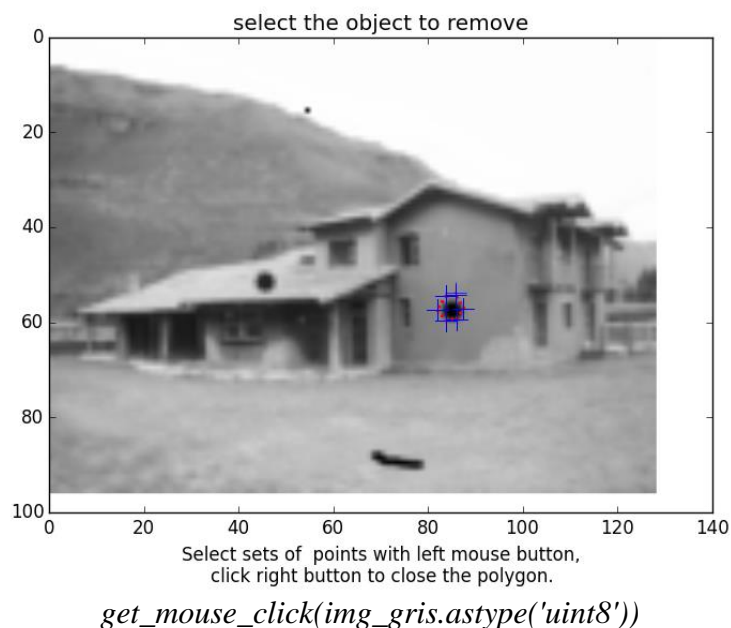 select the object to remove
0
20
40
60
80
100
0 20 40 60 80 100 120 140
Select sets of  points with left mouse button,
click right button to close the polygon.
get_mouse_click(img_gris.astype('uint8'))